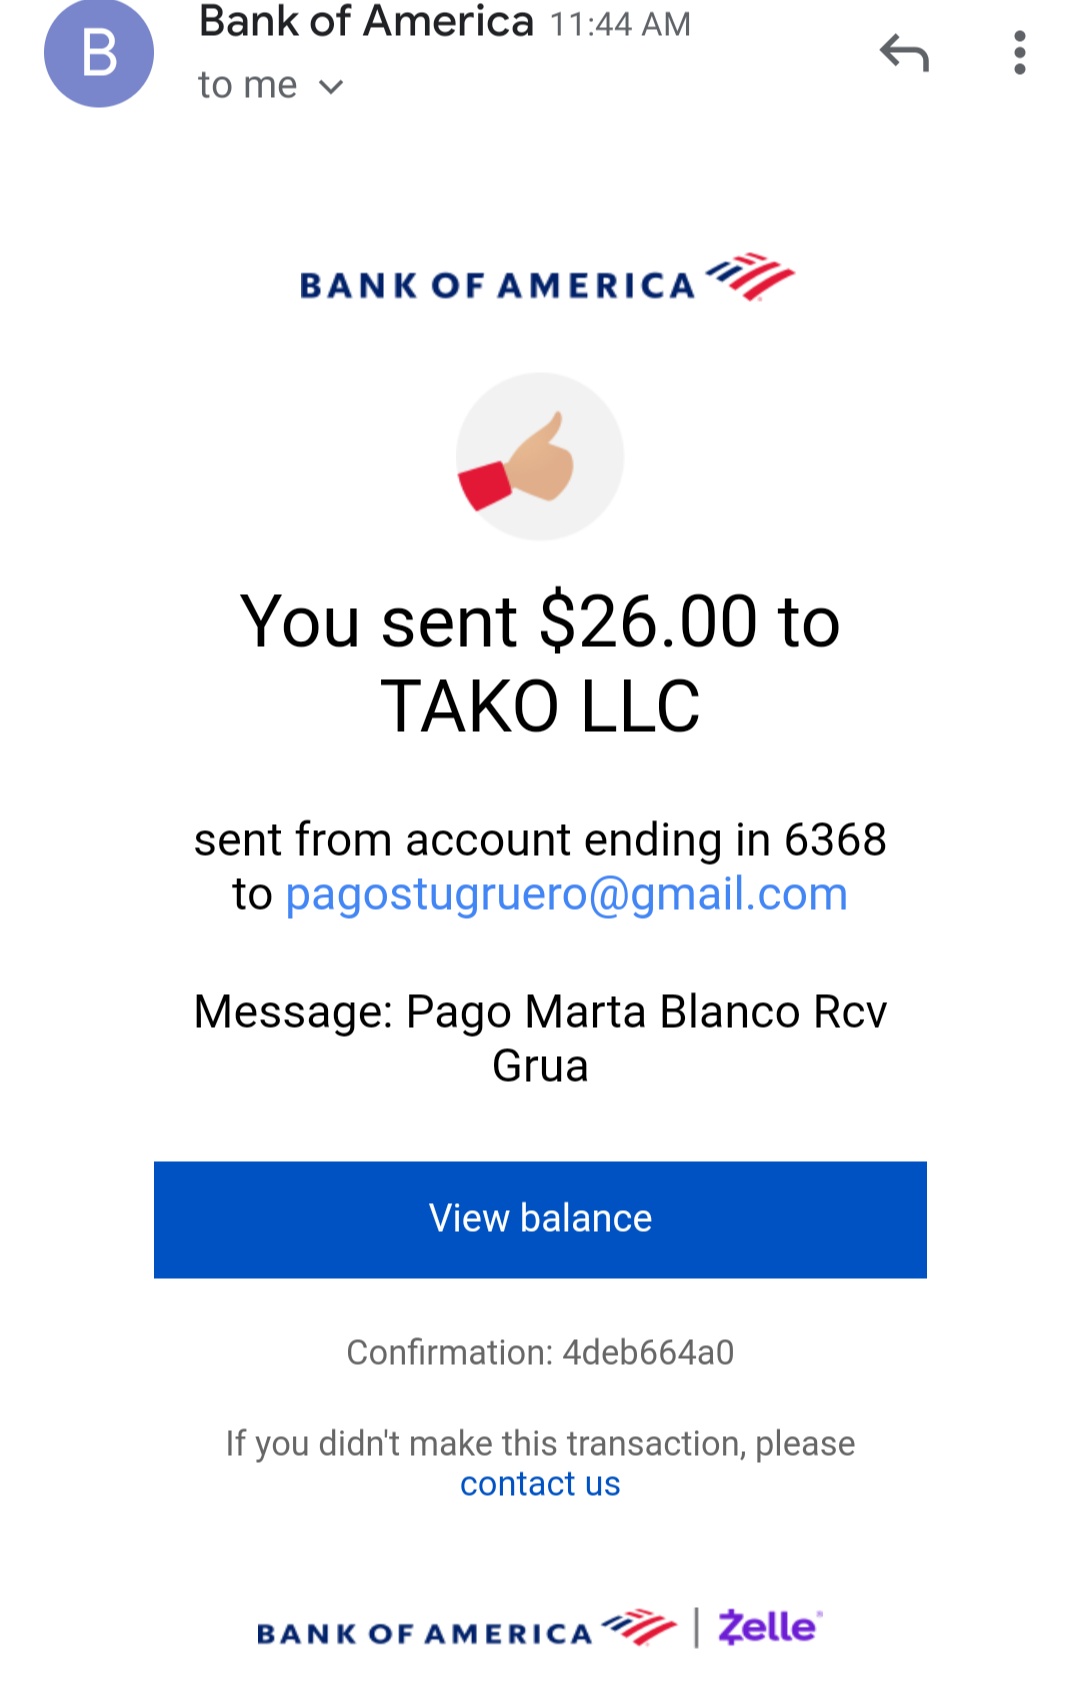 Bank of America 11:44 AM
B
to me
BANK OF AMERICA
You sent $26.00 to
TAKO LLC
sent from account ending in 6368
to pagostugruero@gmail.com
Message: Pago Marta Blanco Rcv
Grua
View balance
Confirmation: 4deb664a0
If you didn't make this transaction, please
contact us
BANK OF AMERICA | Zelle